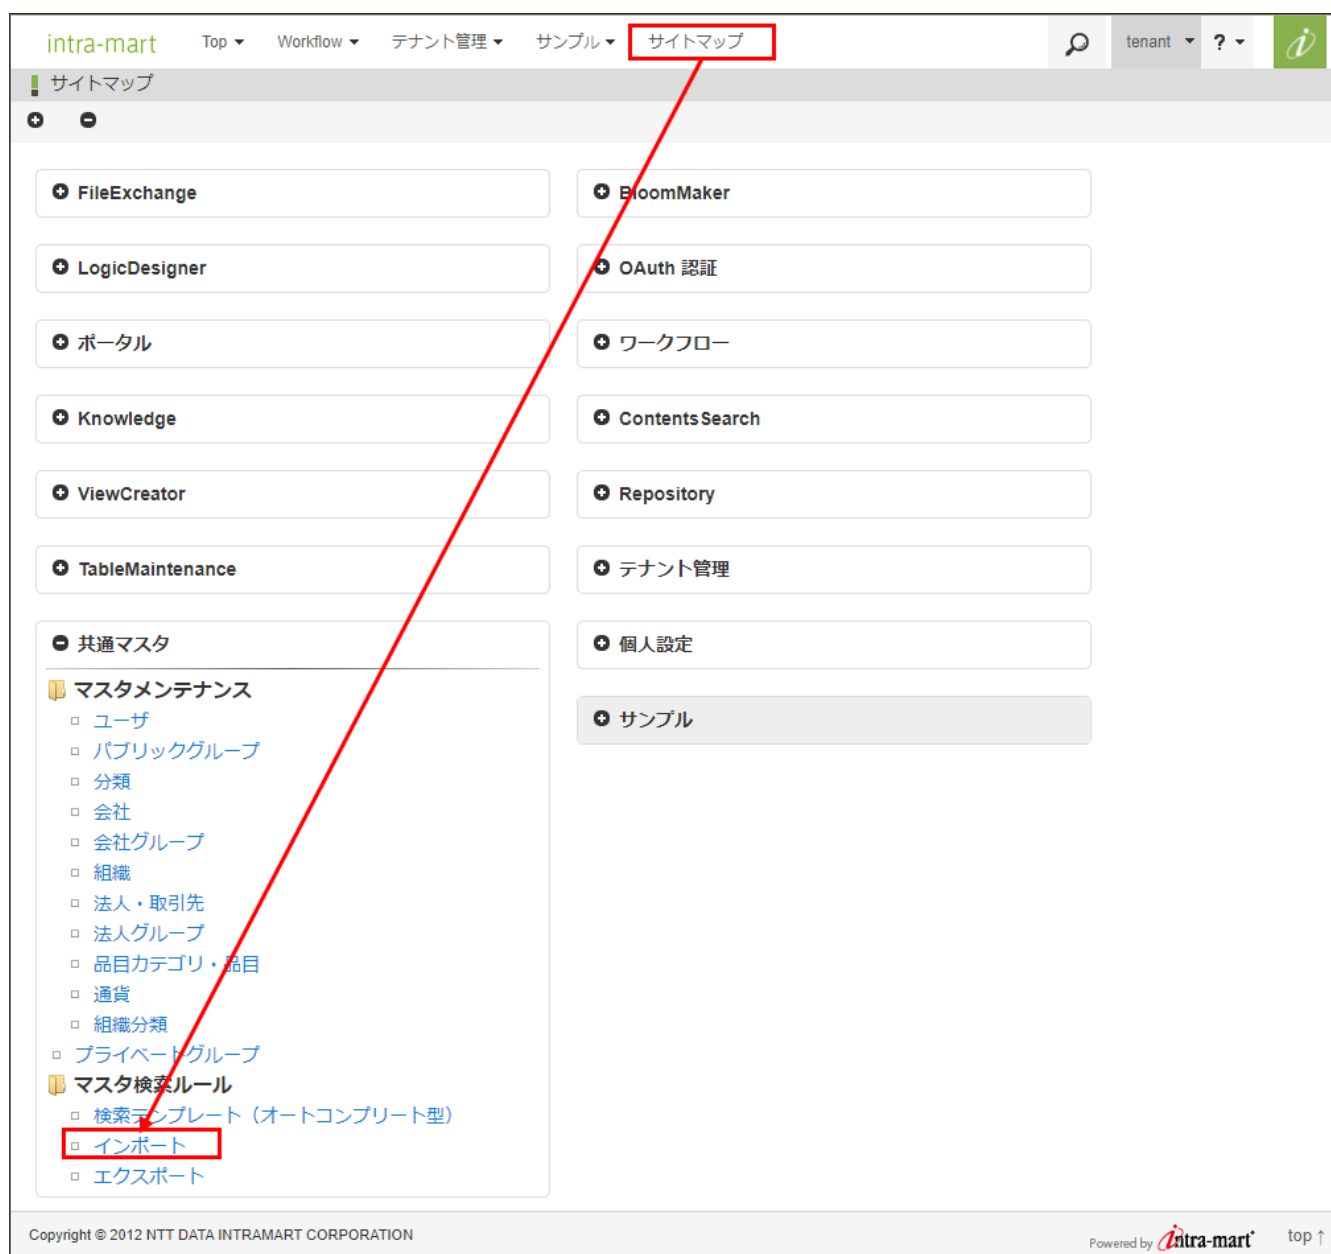 intra-mart Top Workflow テナント管理 サンプル サイトマップ tenant ?
サイトマップ
FileExchange
LogicDesigner
ポータル
Knowledge
ViewCreator
TableMaintenance
共通マスタ
マスタメンテナンス
ユーザ
パブリックグループ
分類
会社
会社グループ
組織
法人・取引先
法人グループ
品目カテゴリ・品目
通貨
組織分類
プライベートグループ
マスタ検索ルール
検索テンプレート（オートコンプリート型）
インポート
エクスポート
BloomMaker
OAuth 認証
ワークフロー
ContentsSearch
Repository
テナント管理
個人設定
サンプル
Copyright © 2012 NTT DATA INTRAMART CORPORATION
Powered by intra-mart top ↑